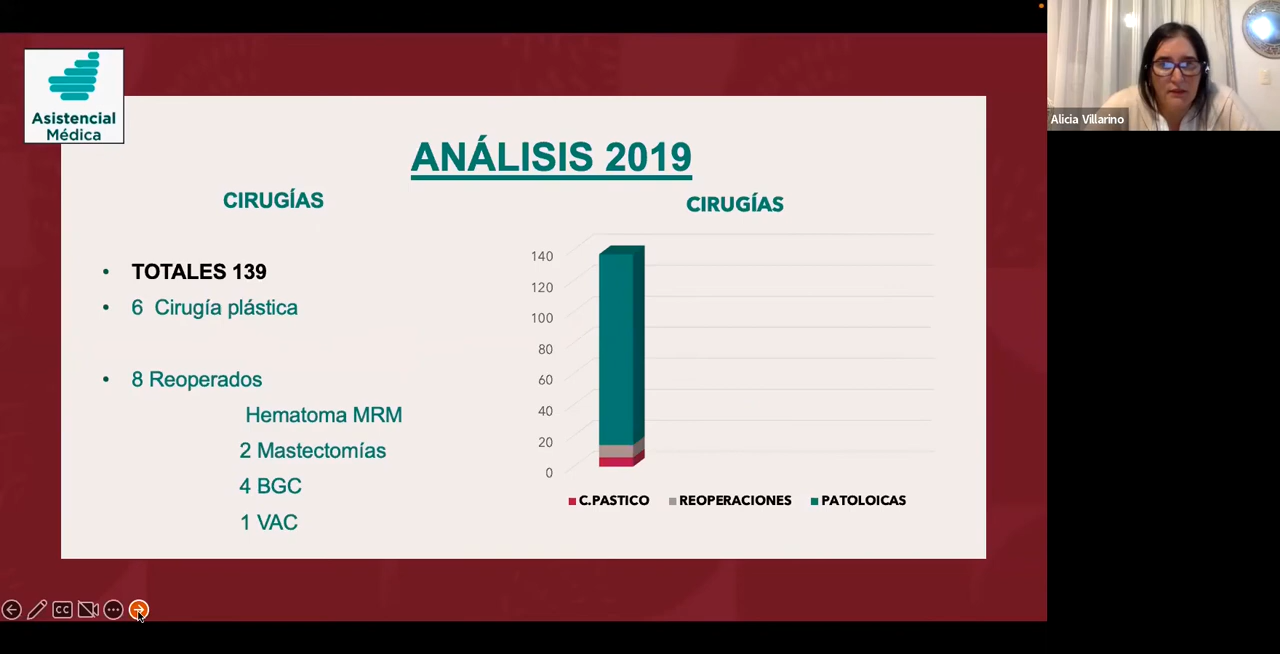 Asistencial
Médica
ANÁLISIS 2019
CIRUGÍAS
• TOTALES 139
• 6 Cirugía plástica
• 8 Reoperados
Hematoma MRM
2 Mastectomías
4 BGC
1 VAC
CIRUGÍAS
140
120
100
80
60
40
20
0
C.PASTICO REOPERACIONES PATOLOICAS
CC
Alicia Villarino